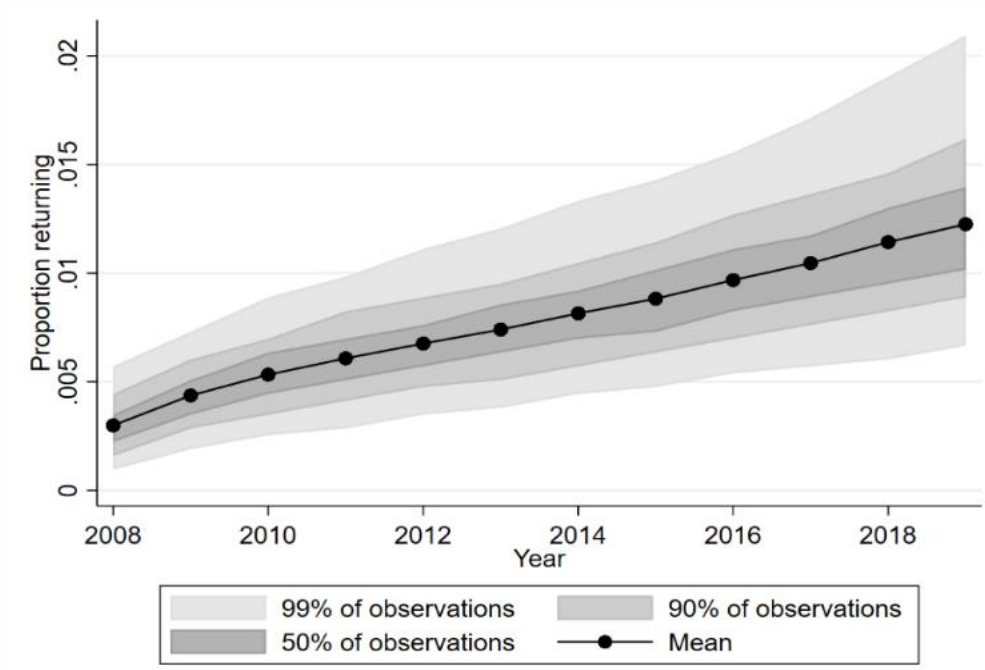 Proportion returning
.02
.015
.01
.005
0
2008 2010 2012 2014 2016 2018
Year
99% of observations 90% of observations
50% of observations Mean